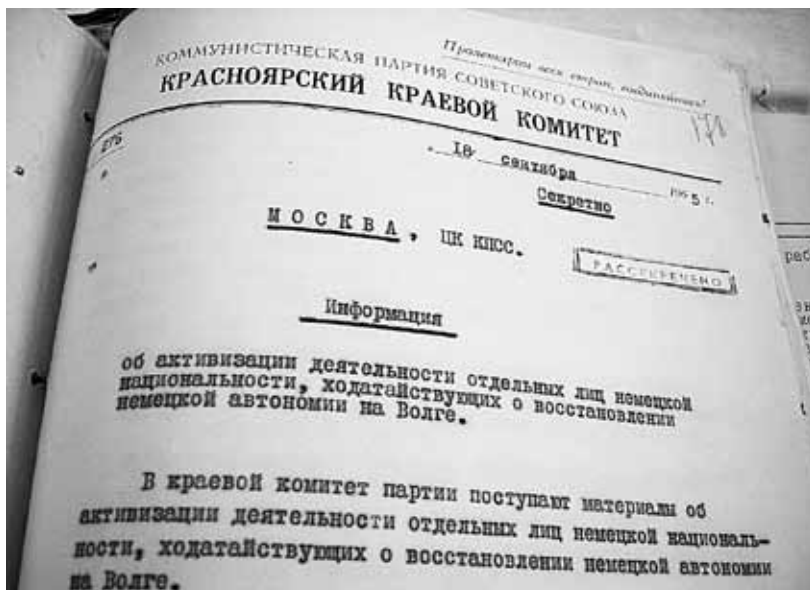 Пролетарии всех стран, соединяйтесь!
КОММУНИСТИЧЕСКАЯ ПАРТИЯ СОВЕТСКОГО СОЮЗА
КРАСНОЯРСКИЙ КРАЕВОЙ КОМИТЕТ
276
18 сентября 1965 г.
Секретно
МОСКВА, ЦК КПСС.
РАССЕКРЕЧЕНО
Информация
об активизации деятельности отдельных лиц немецкой
национальности, ходатайствующих о восстановлении
немецкой автономии на Волге.
В краевой комитет партии поступают материалы об
активизации деятельности отдельных лиц немецкой националь-
ности, ходатайствующих о восстановлении немецкой автономии
на Волге.